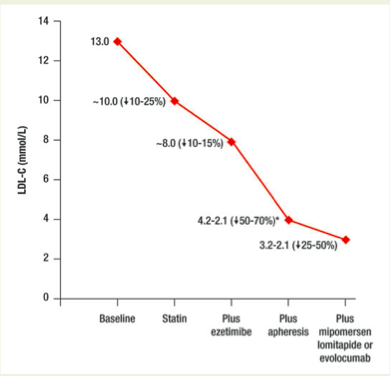 14
13.0
12
~10.0 (↓10-25%)
10
~8.0 (↓10-15%)
8
LDL-C (mmol/L)
6
4.2-2.1 (↓50-70%)*
4
3.2-2.1 (↓25-50%)
2
0
Baseline
Statin
Plus
ezetimibe
Plus
apheresis
Plus
mipomersen
lomitapide or
evolocumab